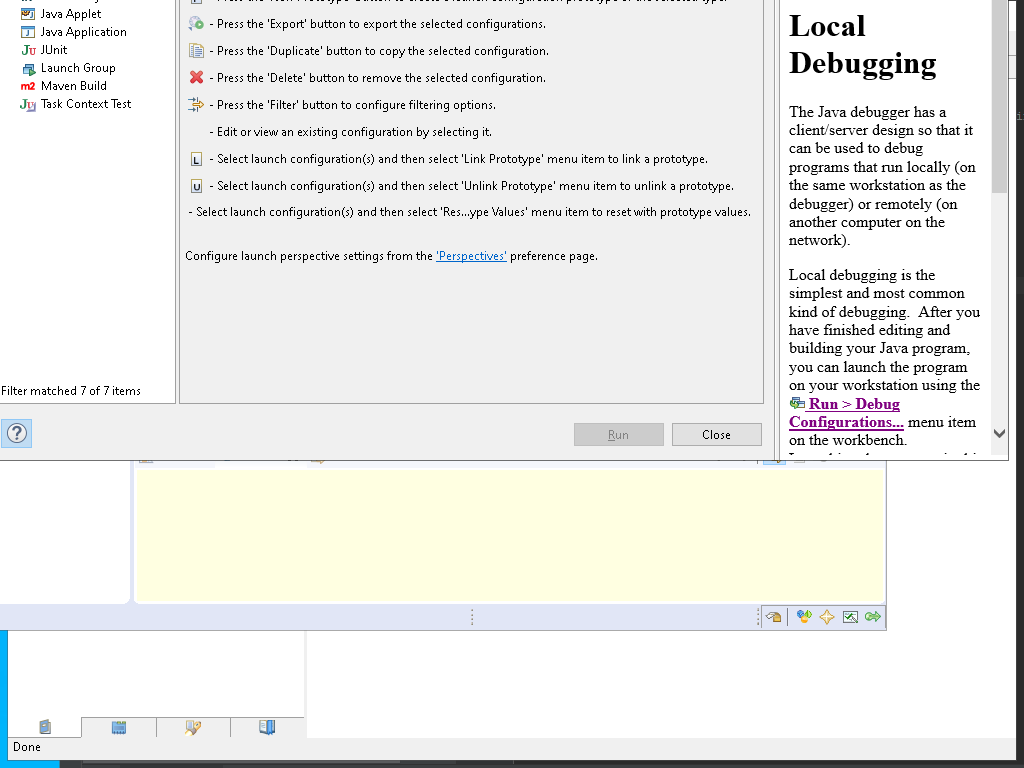 Java Applet
Java Application
JUnit
Launch Group
Maven Build
Task Context Test
Filter matched 7 of 7 items
- Press the 'Export' button to export the selected configurations.
- Press the 'Duplicate' button to copy the selected configuration.
- Press the 'Delete' button to remove the selected configuration.
- Press the 'Filter' button to configure filtering options.
- Edit or view an existing configuration by selecting it.
- Select launch configuration(s) and then select 'Link Prototype' menu item to link a prototype.
- Select launch configuration(s) and then select 'Unlink Prototype' menu item to unlink a prototype.
- Select launch configuration(s) and then select 'Res...ype Values' menu item to reset with prototype values.
Configure launch perspective settings from the 'Perspectives' preference page.
Run
Close
Local
Debugging
The Java debugger has a
client/server design so that it
can be used to debug
programs that run locally (on
the same workstation as the
debugger) or remotely (on
another computer on the
network).
Local debugging is the
simplest and most common
kind of debugging.  After you
have finished editing and
building your Java program,
you can launch the program
on your workstation using the
Run > Debug
Configurations... menu item
on the workbench.
Done